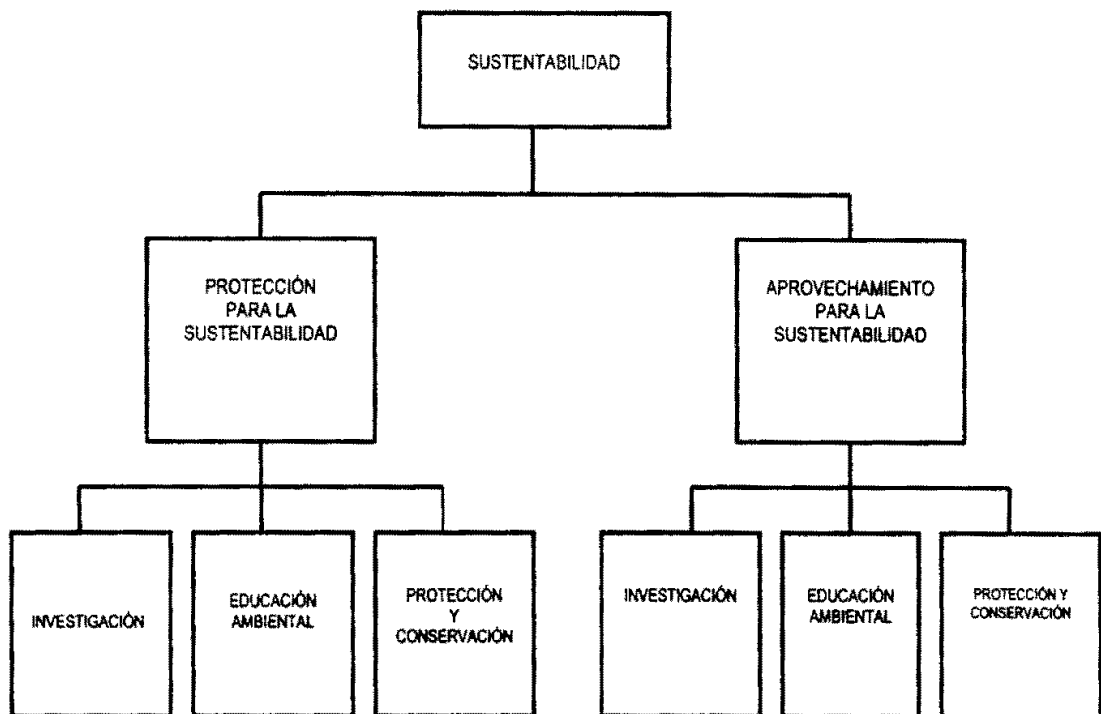 SUSTENTABILIDAD
PROTECCIÓN
PARA LA
SUSTENTABILIDAD
APROVECHAMIENTO
PARA LA
SUSTENTABILIDAD
INVESTIGACIÓN
EDUCACIÓN
AMBIENTAL
PROTECCIÓN
Y
CONSERVACIÓN
INVESTIGACIÓN
EDUCACIÓN
AMBIENTAL
PROTECCIÓN Y
CONSERVACIÓN